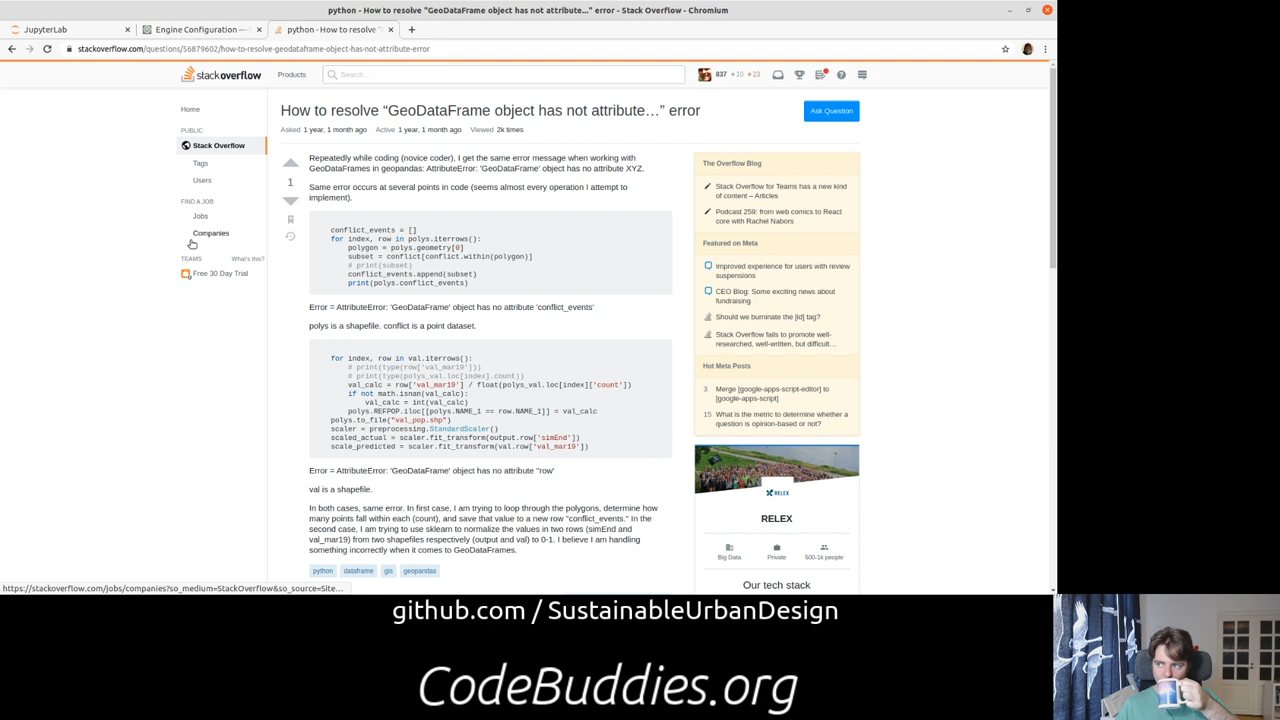 python - How to resolve "GeoDataFrame object has not attribute..." error - Stack Overflow - Chromium
JupyterLab
Engine Configuration —
python - How to resolve "
stackoverflow.com/questions/56879602/how-to-resolve-geodataframe-object-has-not-attribute-error
stackoverflow
Products
Search...
837
10
23
Home
PUBLIC
Stack Overflow
Tags
Users
FIND A JOB
Jobs
Companies
TEAMS
What's this?
Free 30 Day Trial
How to resolve “GeoDataFrame object has not attribute…” error
Ask Question
Asked 1 year, 1 month ago Active 1 year, 1 month ago Viewed 2k times
1
Repeatedly while coding (novice coder), I get the same error message when working with
GeoDataFrames in geopandas: AttributeError: 'GeoDataFrame' object has no attribute XYZ.
Same error occurs at several points in code (seems almost every operation I attempt to
implement).
conflict_events = []
for index, row in polys.iterrows():
polygon = polys.geometry[0]
subset = conflict[conflict.within(polygon)]
# print(subset)
conflict_events.append(subset)
print(polys.conflict_events)
Error = AttributeError: 'GeoDataFrame' object has no attribute 'conflict_events'
polys is a shapefile. conflict is a point dataset.
for index, row in val.iterrows():
# print(type(row['val_mar19']))
# print(type(polys_val.loc[index].count))
val_calc = row['val_mar19'] / float(polys_val.loc[index]['count'])
if not math.isnan(val_calc):
val_calc = int(val_calc)
polys.REFPOP.iloc[[polys.NAME_1 == row.NAME_1]] = val_calc
polys.to_file("val_pop.shp")
scaler = preprocessing.StandardScaler()
scaled_actual = scaler.fit_transform(output.row['simEnd'])
scale_predicted = scaler.fit_transform(val.row['val_mar19'])
Error = AttributeError: 'GeoDataFrame' object has no attribute "row'
val is a shapefile.
In both cases, same error. In first case, I am trying to loop through the polygons, determine how
many points fall within each (count), and save that value to a new row "conflict_events." In the
second case, I am trying to use sklearn to normalize the values in two rows (simEnd and
val_mar19) from two shapefiles respectively (output and val) to 0-1. I believe I am handling
something incorrectly when it comes to GeoDataFrames.
python dataframe gis geopandas
The Overflow Blog
Stack Overflow for Teams has a new kind
of content – Articles
Podcast 259: from web comics to React
core with Rachel Nabors
Featured on Meta
Improved experience for users with review
suspensions
CEO Blog: Some exciting news about
fundraising
Should we burninate the [id] tag?
Stack Overflow fails to promote well-
researched, well-written, but difficult…
Hot Meta Posts
3 Merge [google-apps-script-editor] to
[google-apps-script]
15 What is the metric to determine whether a
question is opinion-based or not?
RELEX
RELEX
Big Data Private 500-1k people
Our tech stack
https://stackoverflow.com/jobs/companies?so_medium=StackOverflow&so_source=Site...
github.com / SustainableUrbanDesign
CodeBuddies.org